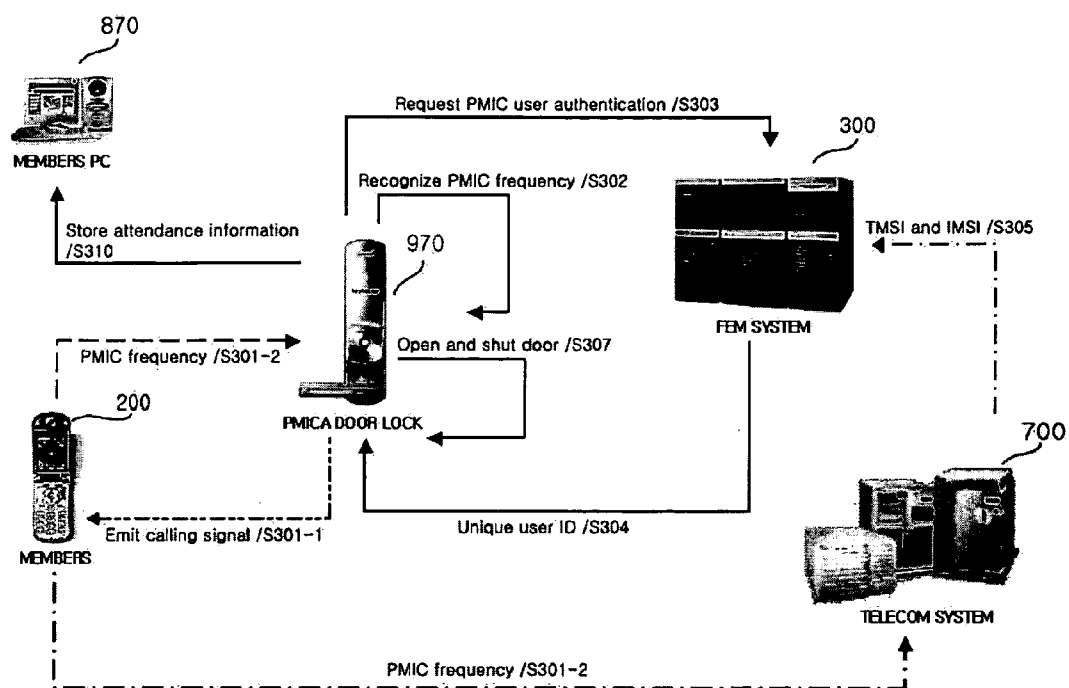 870
Request PMIC user authentication /S303
300
MEMBERS PC
Recognize PMIC frequency /S302
Store attendance information
/S310
970
TMSI and IMSI /S305
FEM SYSTEM
PMIC frequency /S301-2
Open and shut door /S307
200
PMICA DOOR LOCK
700
Emit calling signal /S301-1
Unique user ID /S304
MEMBERS
TELECOM SYSTEM
PMIC frequency /S301-2